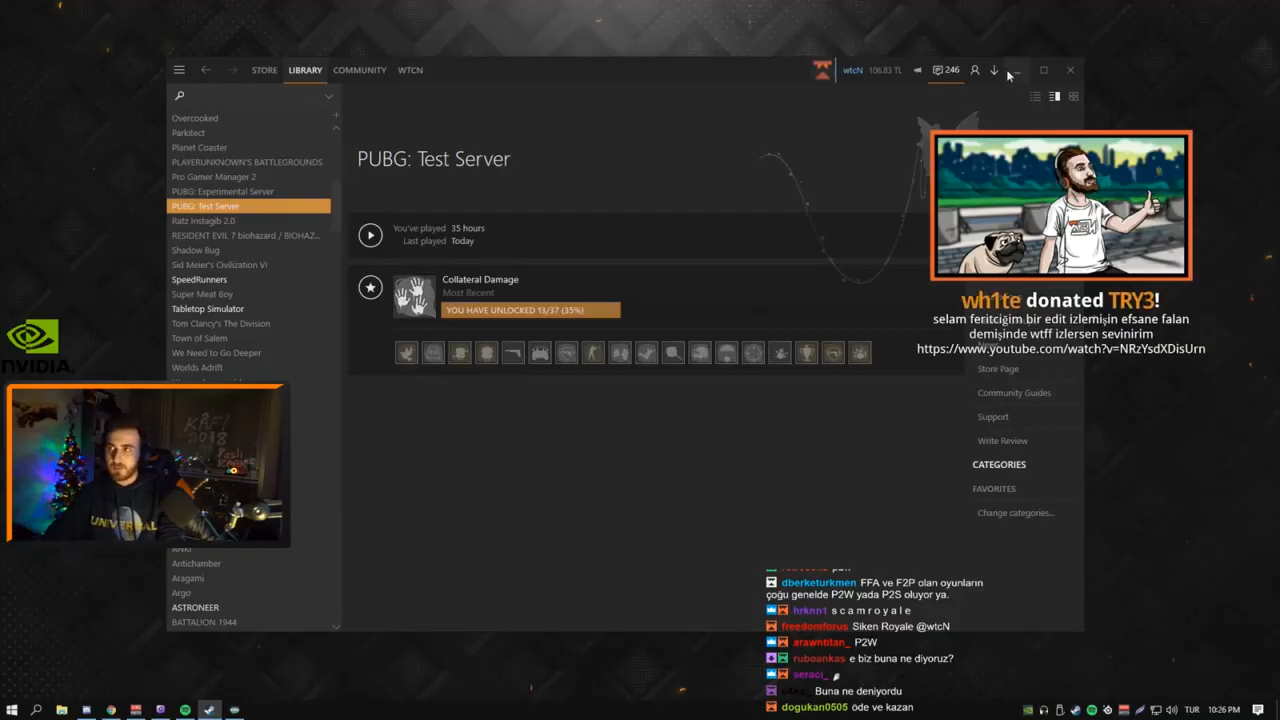 STORE LIBRARY COMMUNITY WTCN
wtcN 106.83 TL 246
Overcooked
Parkitect
Planet Coaster
PLAYERUNKNOWN'S BATTLEGROUNDS
Pro Gamer Manager 2
PUBG: Experimental Server
PUBG: Test Server
Ratz Instagib 2.0
RESIDENT EVIL 7 biohazard / BIOHAZ...
Shadow Bug
Sid Meier's Civilization VI
SpeedRunners
Super Meat Boy
Tabletop Simulator
Tom Clancy's The Division
Town of Salem
We Need to Go Deeper
Worlds Adrift
Antichamber
Aragami
Argo
ASTRONEER
BATTALION 1944
PUBG: Test Server
You've played 35 hours
Last played Today
Collateral Damage
Most Recent
YOU HAVE UNLOCKED 13/37 (35%)
wh1te donated TRY3!
selam feritciğim bir edit izlemişin efsane falan
demişinde wtff izlersen sevinirim
https://www.youtube.com/watch?v=NRzYsdXDisUrn
Store Page
Community Guides
Support
Write Review
CATEGORIES
FAVORITES
Change categories...
NVIDIA.
KAFİ
2018
UNIVERSAL
dberketurkmen FFA ve F2P olan oyunların
çoğu genelde P2W yada P2S oluyor ya.
hrknn1 s c a m r o y a l e
freedomforus Siken Royale @wtcN
arawntitan_ P2W
ruboankas e biz buna ne diyoruz?
seraci_
Buna ne deniyordu
dogukan0505 öde ve kazan
TUR 10:26 PM